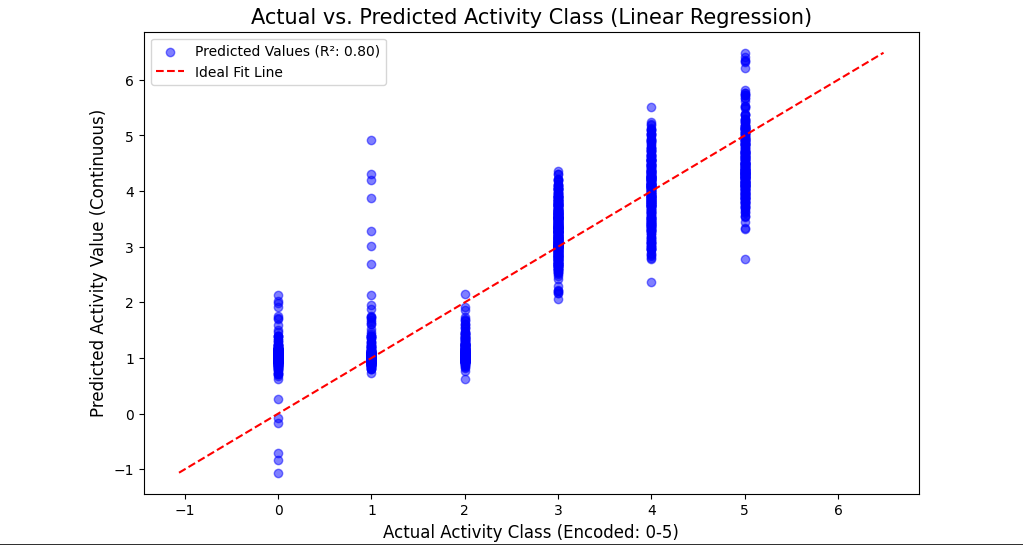 Actual vs. Predicted Activity Class (Linear Regression)
Predicted Values (R²: 0.80)
Ideal Fit Line
Predicted Activity Value (Continuous)
6
5
4
3
2
1
0
−1
−1 0 1 2 3 4 5 6
Actual Activity Class (Encoded: 0-5)